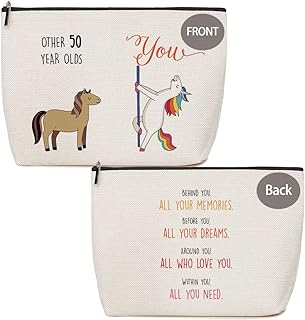 OTHER 50
YEAR OLDS
You
FRONT
Back
BEHIND YOU,
ALL YOUR MEMORIES.
BEFORE YOU,
ALL YOUR DREAMS.
AROUND YOU,
ALL WHO LOVE YOU.
WITHIN YOU,
ALL YOU NEED.